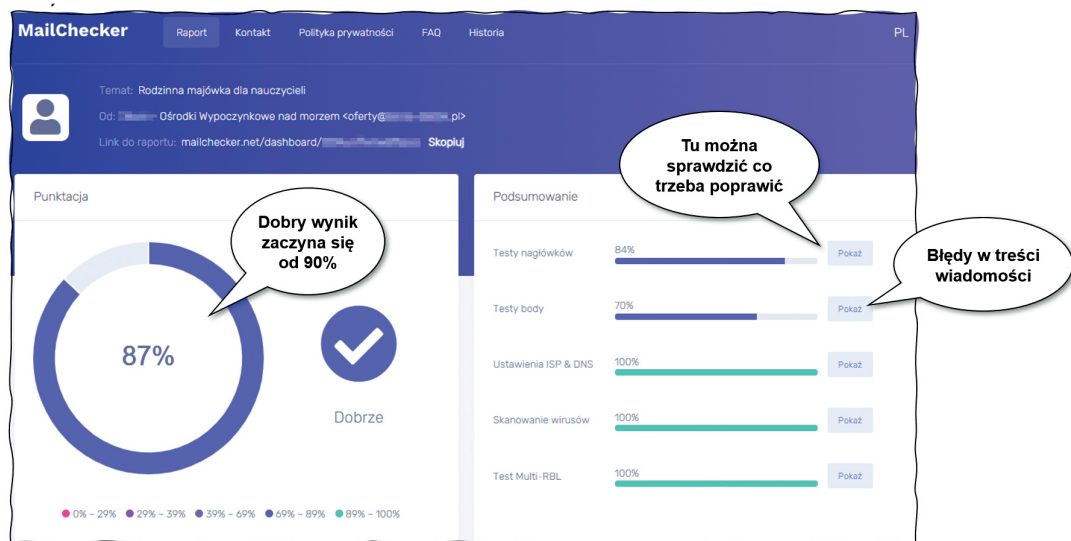 MailChecker
Raport
Kontakt
Polityka prywatności
FAQ
Historia
PL
Temat: Rodzinna majówka dla nauczycieli
Od: Ośrodki Wypoczynkowe nad morzem <oferty@ .pl>
Link do raportu: mailchecker.net/dashboard/ Skopiuj
Punktacja
Dobry wynik
zaczyna się
od 90%
87%
Dobrze
0% – 29%
29% – 39%
39% – 69%
69% – 89%
89% – 100%
Tu można
sprawdzić co
trzeba poprawić
Podsumowanie
Testy nagłówków
84%
Pokaż
Błędy w treści
wiadomości
Testy body
70%
Pokaż
Ustawienia ISP & DNS
100%
Pokaż
Skanowanie wirusów
100%
Pokaż
Test Multi-RBL
100%
Pokaż